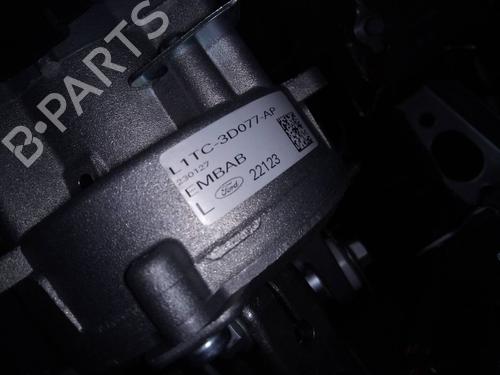 B-PARTS
L1TC-3D077-AP
230127
EMBAB
L Ford 22123